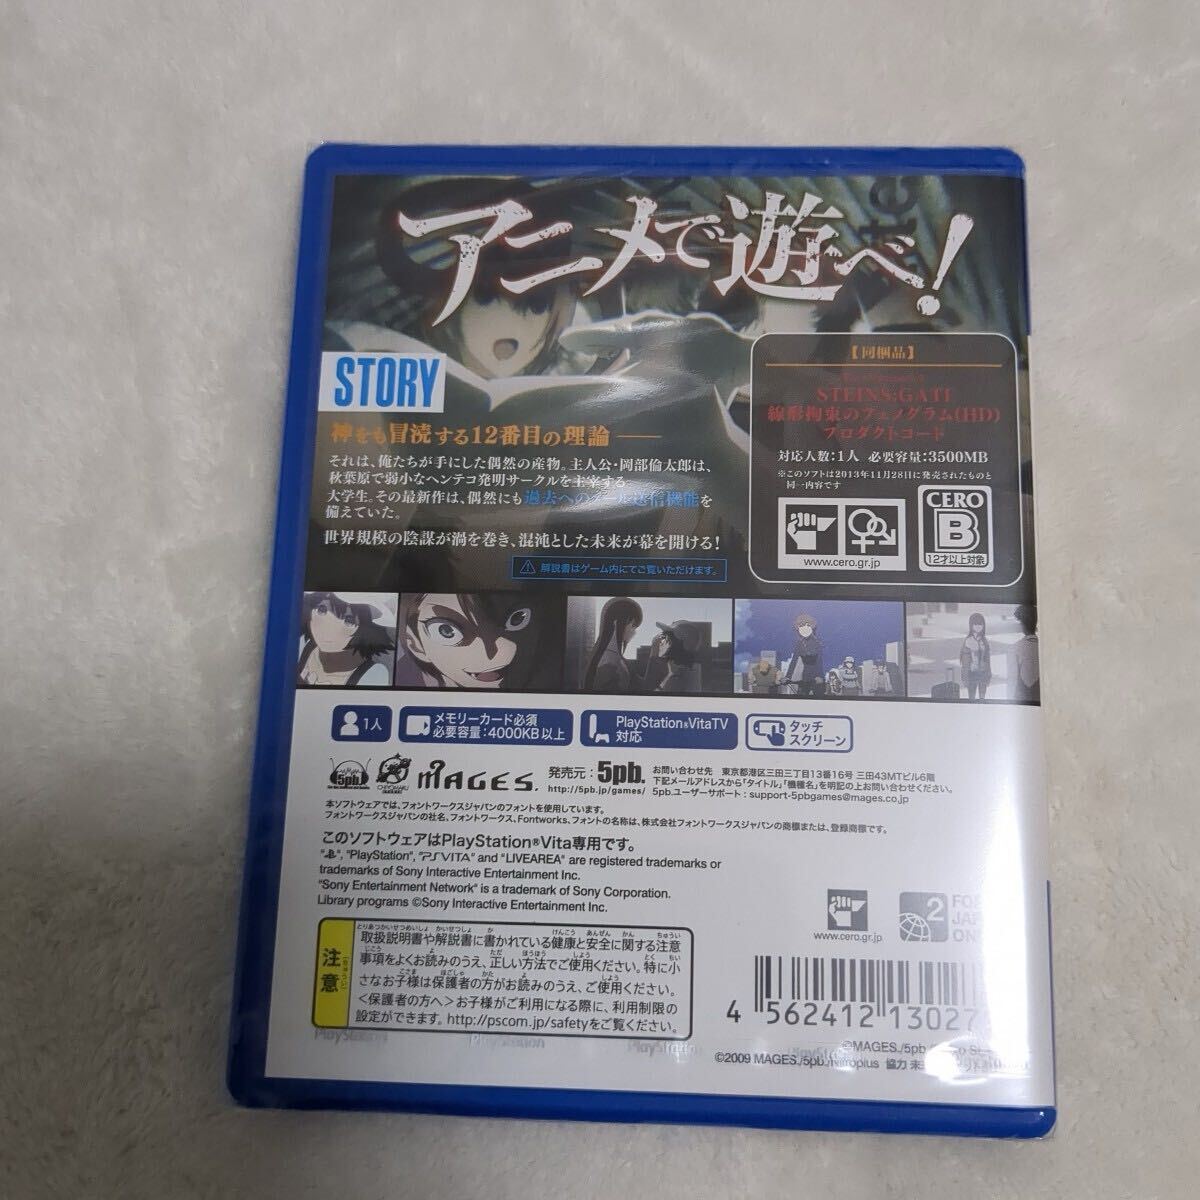 アニメで遊べ!
【同梱品】
STEINS;GATE
線形拘束のフェノグラム(HD)
プロダクトコード
対応人数:1人 必要容量:3500MB
※このソフトは2013年11月28日に発売されたものと
同一内容です
www.cero.gr.jp
CERO
B
12才以上対象
STORY
神をも冒涜する12番目の理論――
それは、俺たちが手にした偶然の産物。主人公・岡部倫太郎は、
秋葉原で弱小なヘンテコ発明サークルを主宰する
大学生。その最新作は、偶然にも過去へのメール送信機能を
備えていた。
世界規模の陰謀が渦を巻き、混沌とした未来が幕を開ける!
解説書はゲーム内にてご覧いただけます。
1人
メモリーカード必須
必要容量:4000KB以上
PlayStation®VitaTV
対応
タッチ
スクリーン
5pb.
CHIYOMARU
MAGES.
発売元:5pb.
http://5pb.jp/games/
お問い合わせ先 東京都港区三田三丁目13番16号 三田43MTビル6階
下記メールアドレスから「タイトル」「機種名」を明記の上お問い合わせください。
5pb.ユーザーサポート:support-5pbgames@mages.co.jp
本ソフトウェアでは、フォントワークスジャパンのフォントを使用しています。
フォントワークスジャパンの社名、フォントワークス、Fontworks、フォントの名称は、株式会社フォントワークスジャパンの商標または、登録商標です。
このソフトウェアはPlayStation®Vita専用です。
", "PlayStation", "PSVITA" and "LIVEAREA" are registered trademarks or
trademarks of Sony Interactive Entertainment Inc.
"Sony Entertainment Network" is a trademark of Sony Corporation.
Library programs ©Sony Interactive Entertainment Inc.
www.cero.gr.jp
2
注意
取扱説明書や解説書に書かれている健康と安全に関する注意
事項をよくお読みのうえ、正しい方法でご使用ください。特に小
さなお子様は保護者の方がお読みのうえ、ご使用ください。
<保護者の方へ>お子様がご利用になる際に、利用制限の
設定ができます。http://pscom.jp/safetyをご覧ください。
4 562412 13027
©MAGES./5pb.
©2009 MAGES./5pb./Nitroplus 協力